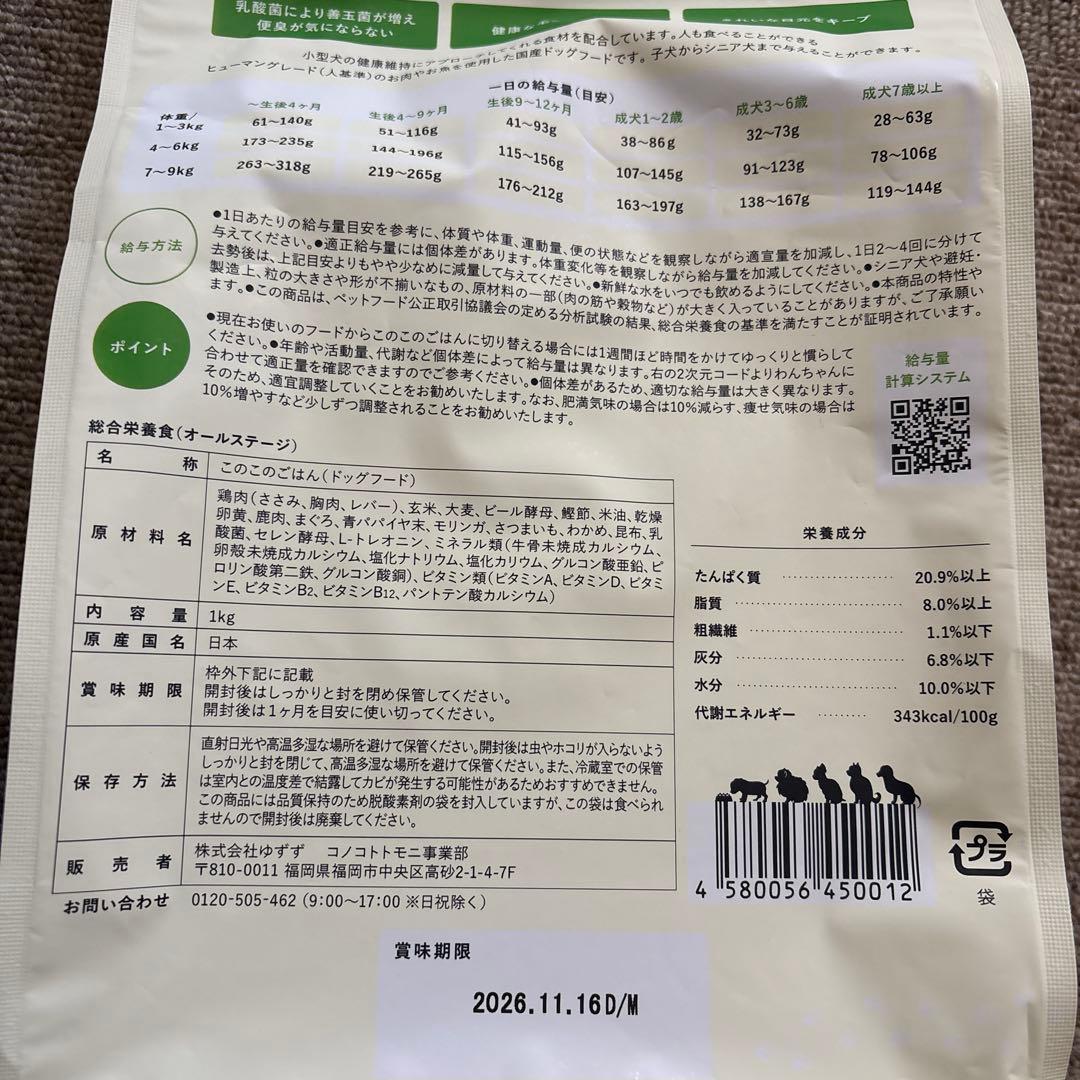 乳酸菌により善玉菌が増え
便臭が気にならない
健康な
きれいな目元をキープ
小型犬の健康維持にアプローチしてくれる食材を配合しています。人も食べることができる
ヒューマングレード(人基準)のお肉やお魚を使用した国産ドッグフードです。子犬からシニア犬まで与えることができます。
一日の給与量(目安)
体重/ ～生後4ヶ月 生後4～9ヶ月 生後9～12ヶ月 成犬1～2歳 成犬3～6歳 成犬7歳以上
1～3kg 61～140g 51～116g 41～93g 38～86g 32～73g 28～63g
4～6kg 173～235g 144～196g 115～156g 107～145g 91～123g 78～106g
7～9kg 263～318g 219～265g 176～212g 163～197g 138～167g 119～144g
給与方法
●1日あたりの給与量目安を参考に、体質や体重、運動量、便の状態などを観察しながら適宜量を加減し、1日2～4回に分けて
与えてください。●適正給与量には個体差があります。体重変化等を観察しながら給与量を加減してください。●シニア犬や避妊・
去勢後は、上記目安よりもやや少なめに減量して与えてください。●新鮮な水をいつでも飲めるようにしてください。●本商品の特性や
製造上、粒の大きさや形が不揃いなもの、原材料の一部(肉の筋や穀物など)が大きく入っていることがありますが、ご了承願い
ます。●この商品は、ペットフード公正取引協議会の定める分析試験の結果、総合栄養食の基準を満たすことが証明されています。
ポイント
●現在お使いのフードからこのこのごはんに切り替える場合には1週間ほど時間をかけてゆっくりと慣らして
ください。●年齢や活動量、代謝など個体差によって給与量は異なります。右の2次元コードよりわんちゃんに
合わせて適正量を確認できますのでご参考ください。●個体差があるため、適切な給与量は大きく異なります。
そのため、適宜調整していくことをお勧めいたします。なお、肥満気味の場合は10%減らす、痩せ気味の場合は
10%増やすなど少しずつ調整されることをお勧めいたします。
給与量
計算システム
総合栄養食(オールステージ)
名称 このこのごはん(ドッグフード)
原材料名 鶏肉(ささみ、胸肉、レバー)、玄米、大麦、ビール酵母、鰹節、米油、乾燥
卵黄、鹿肉、まぐろ、青パパイヤ末、モリンガ、さつまいも、わかめ、昆布、乳
酸菌、セレン酵母、L-トレオニン、ミネラル類(牛骨未焼成カルシウム、
卵殻未焼成カルシウム、塩化ナトリウム、塩化カリウム、グルコン酸亜鉛、ピ
ロリン酸第二鉄、グルコン酸銅)、ビタミン類(ビタミンA、ビタミンD、ビタミ
ンE、ビタミンB2、ビタミンB12、パントテン酸カルシウム)
内容量 1kg
原産国名 日本
賞味期限 枠外下記に記載
開封後はしっかりと封を閉め保管してください。
開封後は1ヶ月を目安に使い切ってください。
保存方法 直射日光や高温多湿な場所を避けて保管ください。開封後は虫やホコリが入らないよう
しっかりと封を閉じて、高温多湿な場所を避けて保管ください。また、冷蔵室での保管
は室内との温度差で結露してカビが発生する可能性があるためおすすめできません。
この商品には品質保持のため脱酸素剤の袋を封入していますが、この袋は食べられ
ませんので開封後は廃棄してください。
販売者 株式会社ゆずず コノコトトモニ事業部
〒810-0011 福岡県福岡市中央区高砂2-1-4-7F
お問い合わせ 0120-505-462 (9:00～17:00 ※日祝除く)
栄養成分
たんぱく質 20.9%以上
脂質 8.0%以上
粗繊維 1.1%以下
灰分 6.8%以下
水分 10.0%以下
代謝エネルギー 343kcal/100g
4 580056 450012
プラ
袋
賞味期限
2026.11.16D/M